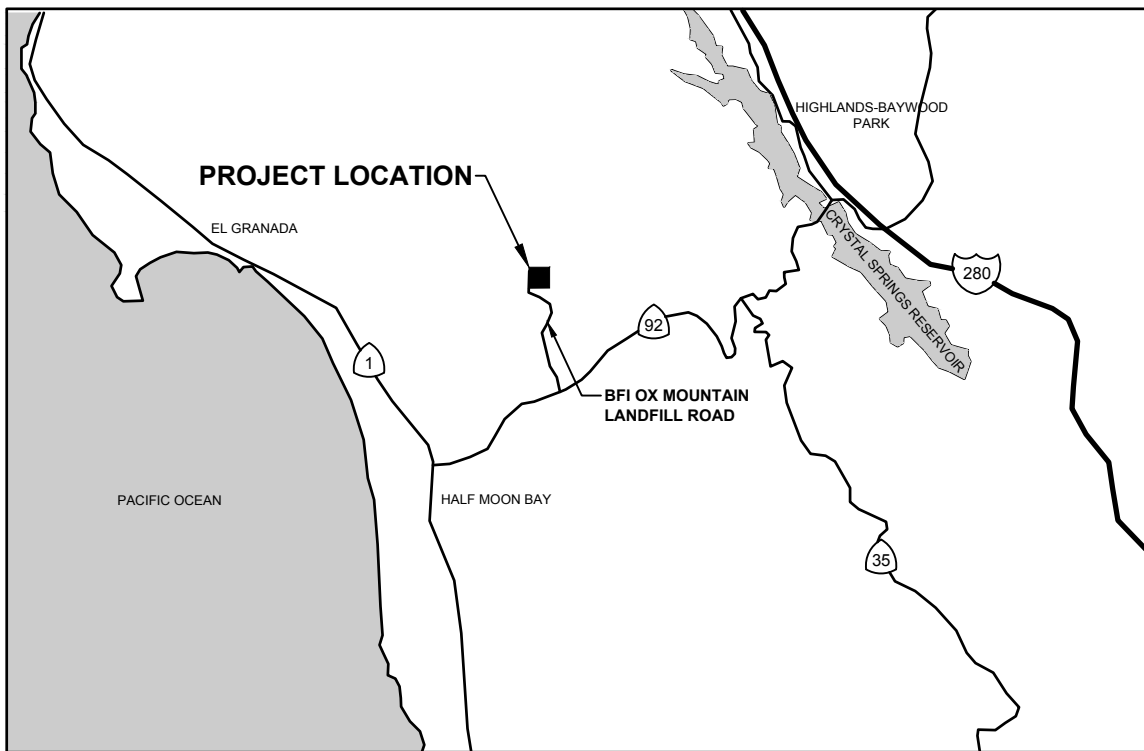 HIGHLANDS-BAYWOOD
PARK
PROJECT LOCATION
EL GRANADA
CRYSTAL SPRINGS RESERVOIR
280
92
1
BFI OX MOUNTAIN
LANDFILL ROAD
PACIFIC OCEAN
HALF MOON BAY
35